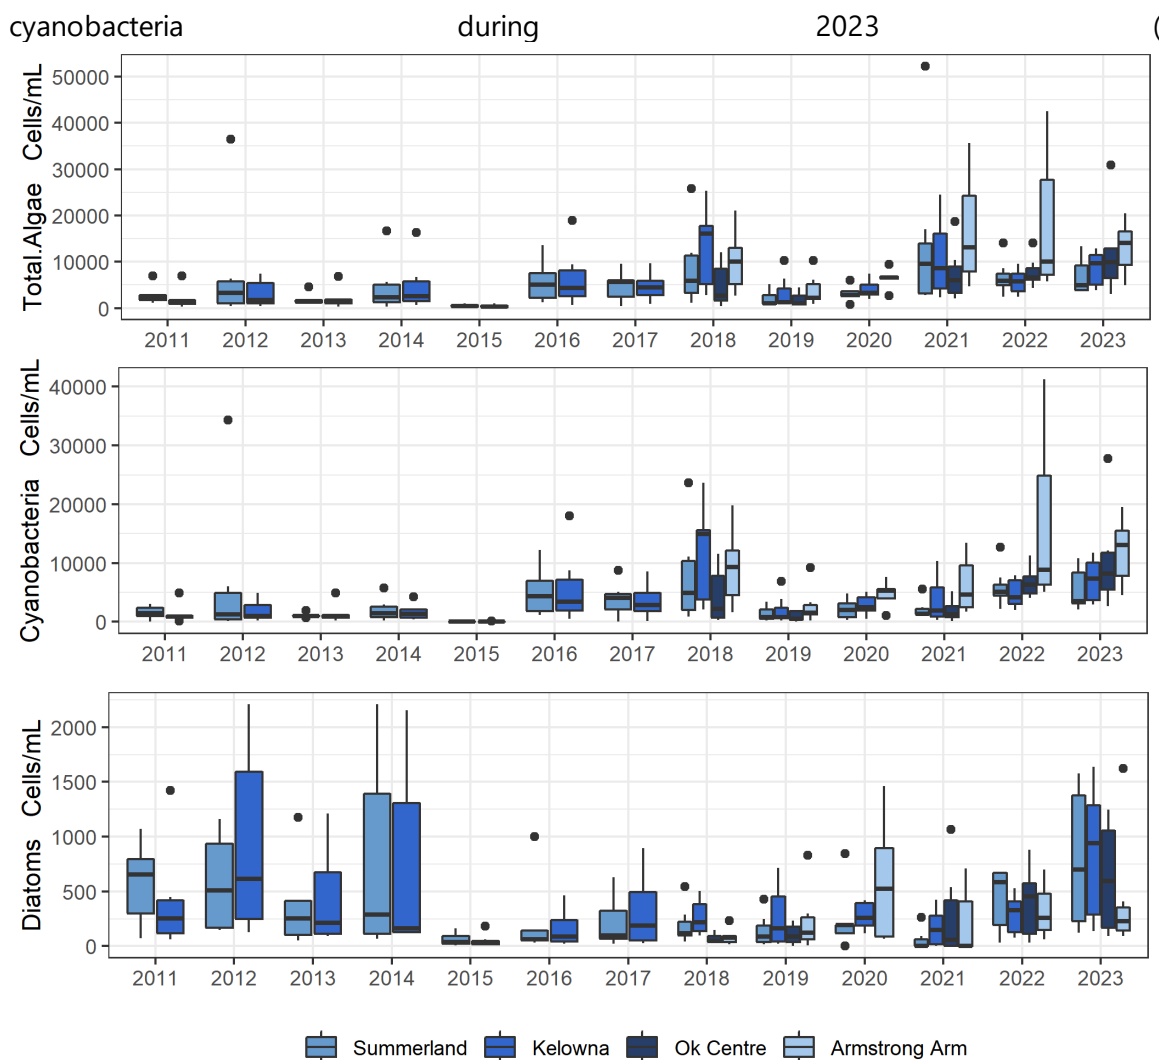 cyanobacteria during 2023 (
Total.Algae Cells/mL
50000
40000
30000
20000
10000
0
2011 2012 2013 2014 2015 2016 2017 2018 2019 2020 2021 2022 2023
Cyanobacteria Cells/mL
40000
30000
20000
10000
0
2011 2012 2013 2014 2015 2016 2017 2018 2019 2020 2021 2022 2023
Diatoms Cells/mL
2000
1500
1000
500
0
2011 2012 2013 2014 2015 2016 2017 2018 2019 2020 2021 2022 2023
Summerland Kelowna Ok Centre Armstrong Arm